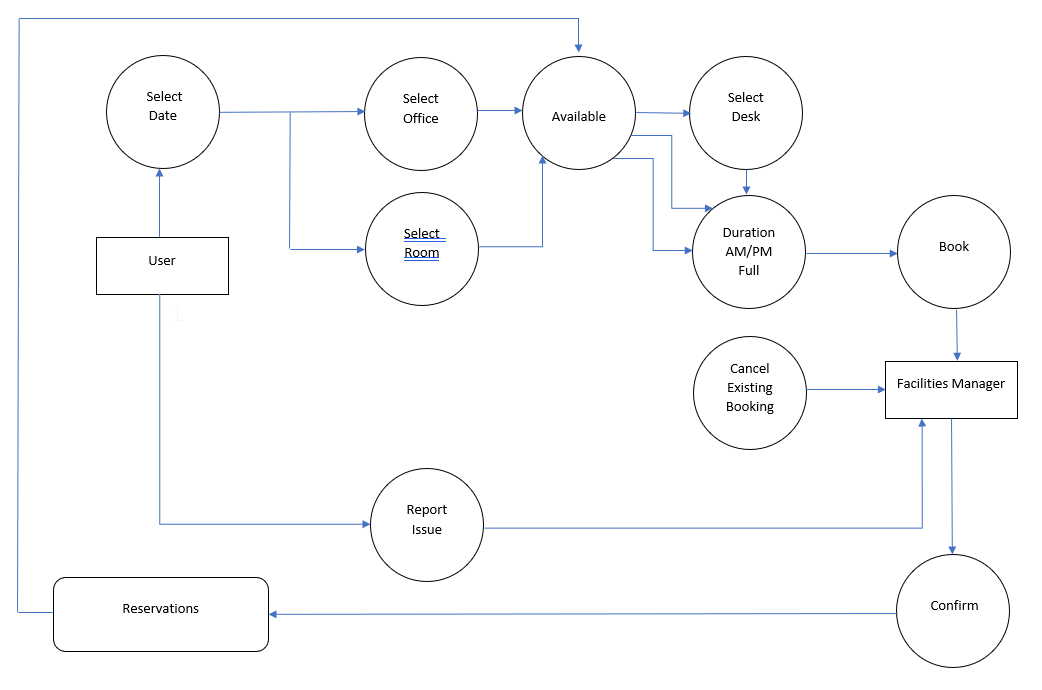 Select
Date
Select
Office
Available
Select
Desk
User
Select
Room
Duration
AM/PM
Full
Book
Cancel
Existing
Booking
Facilities Manager
Report
Issue
Reservations
Confirm